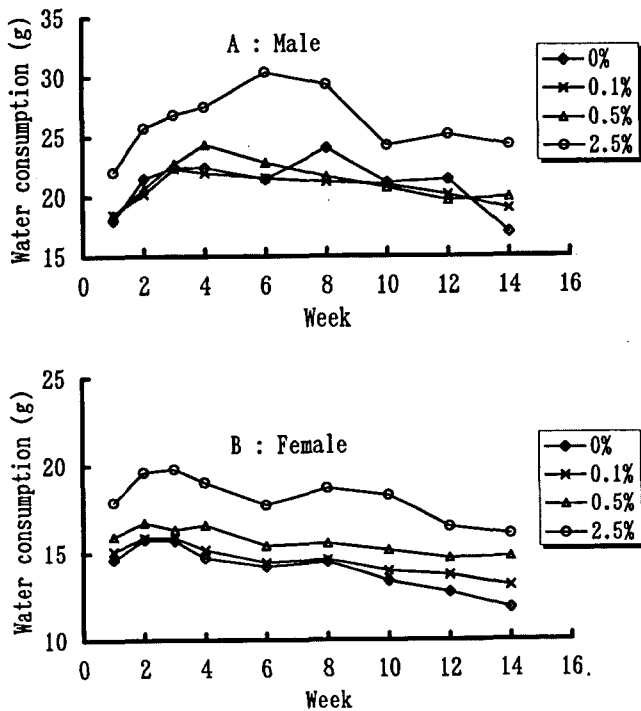 A : Male
Water consumption (g)
35
30
25
20
15
0 2 4 6 8 10 12 14 16
Week
0%
0.1%
0.5%
2.5%
B : Female
Water consumption (g)
25
20
15
10
0 2 4 6 8 10 12 14 16.
Week
0%
0.1%
0.5%
2.5%